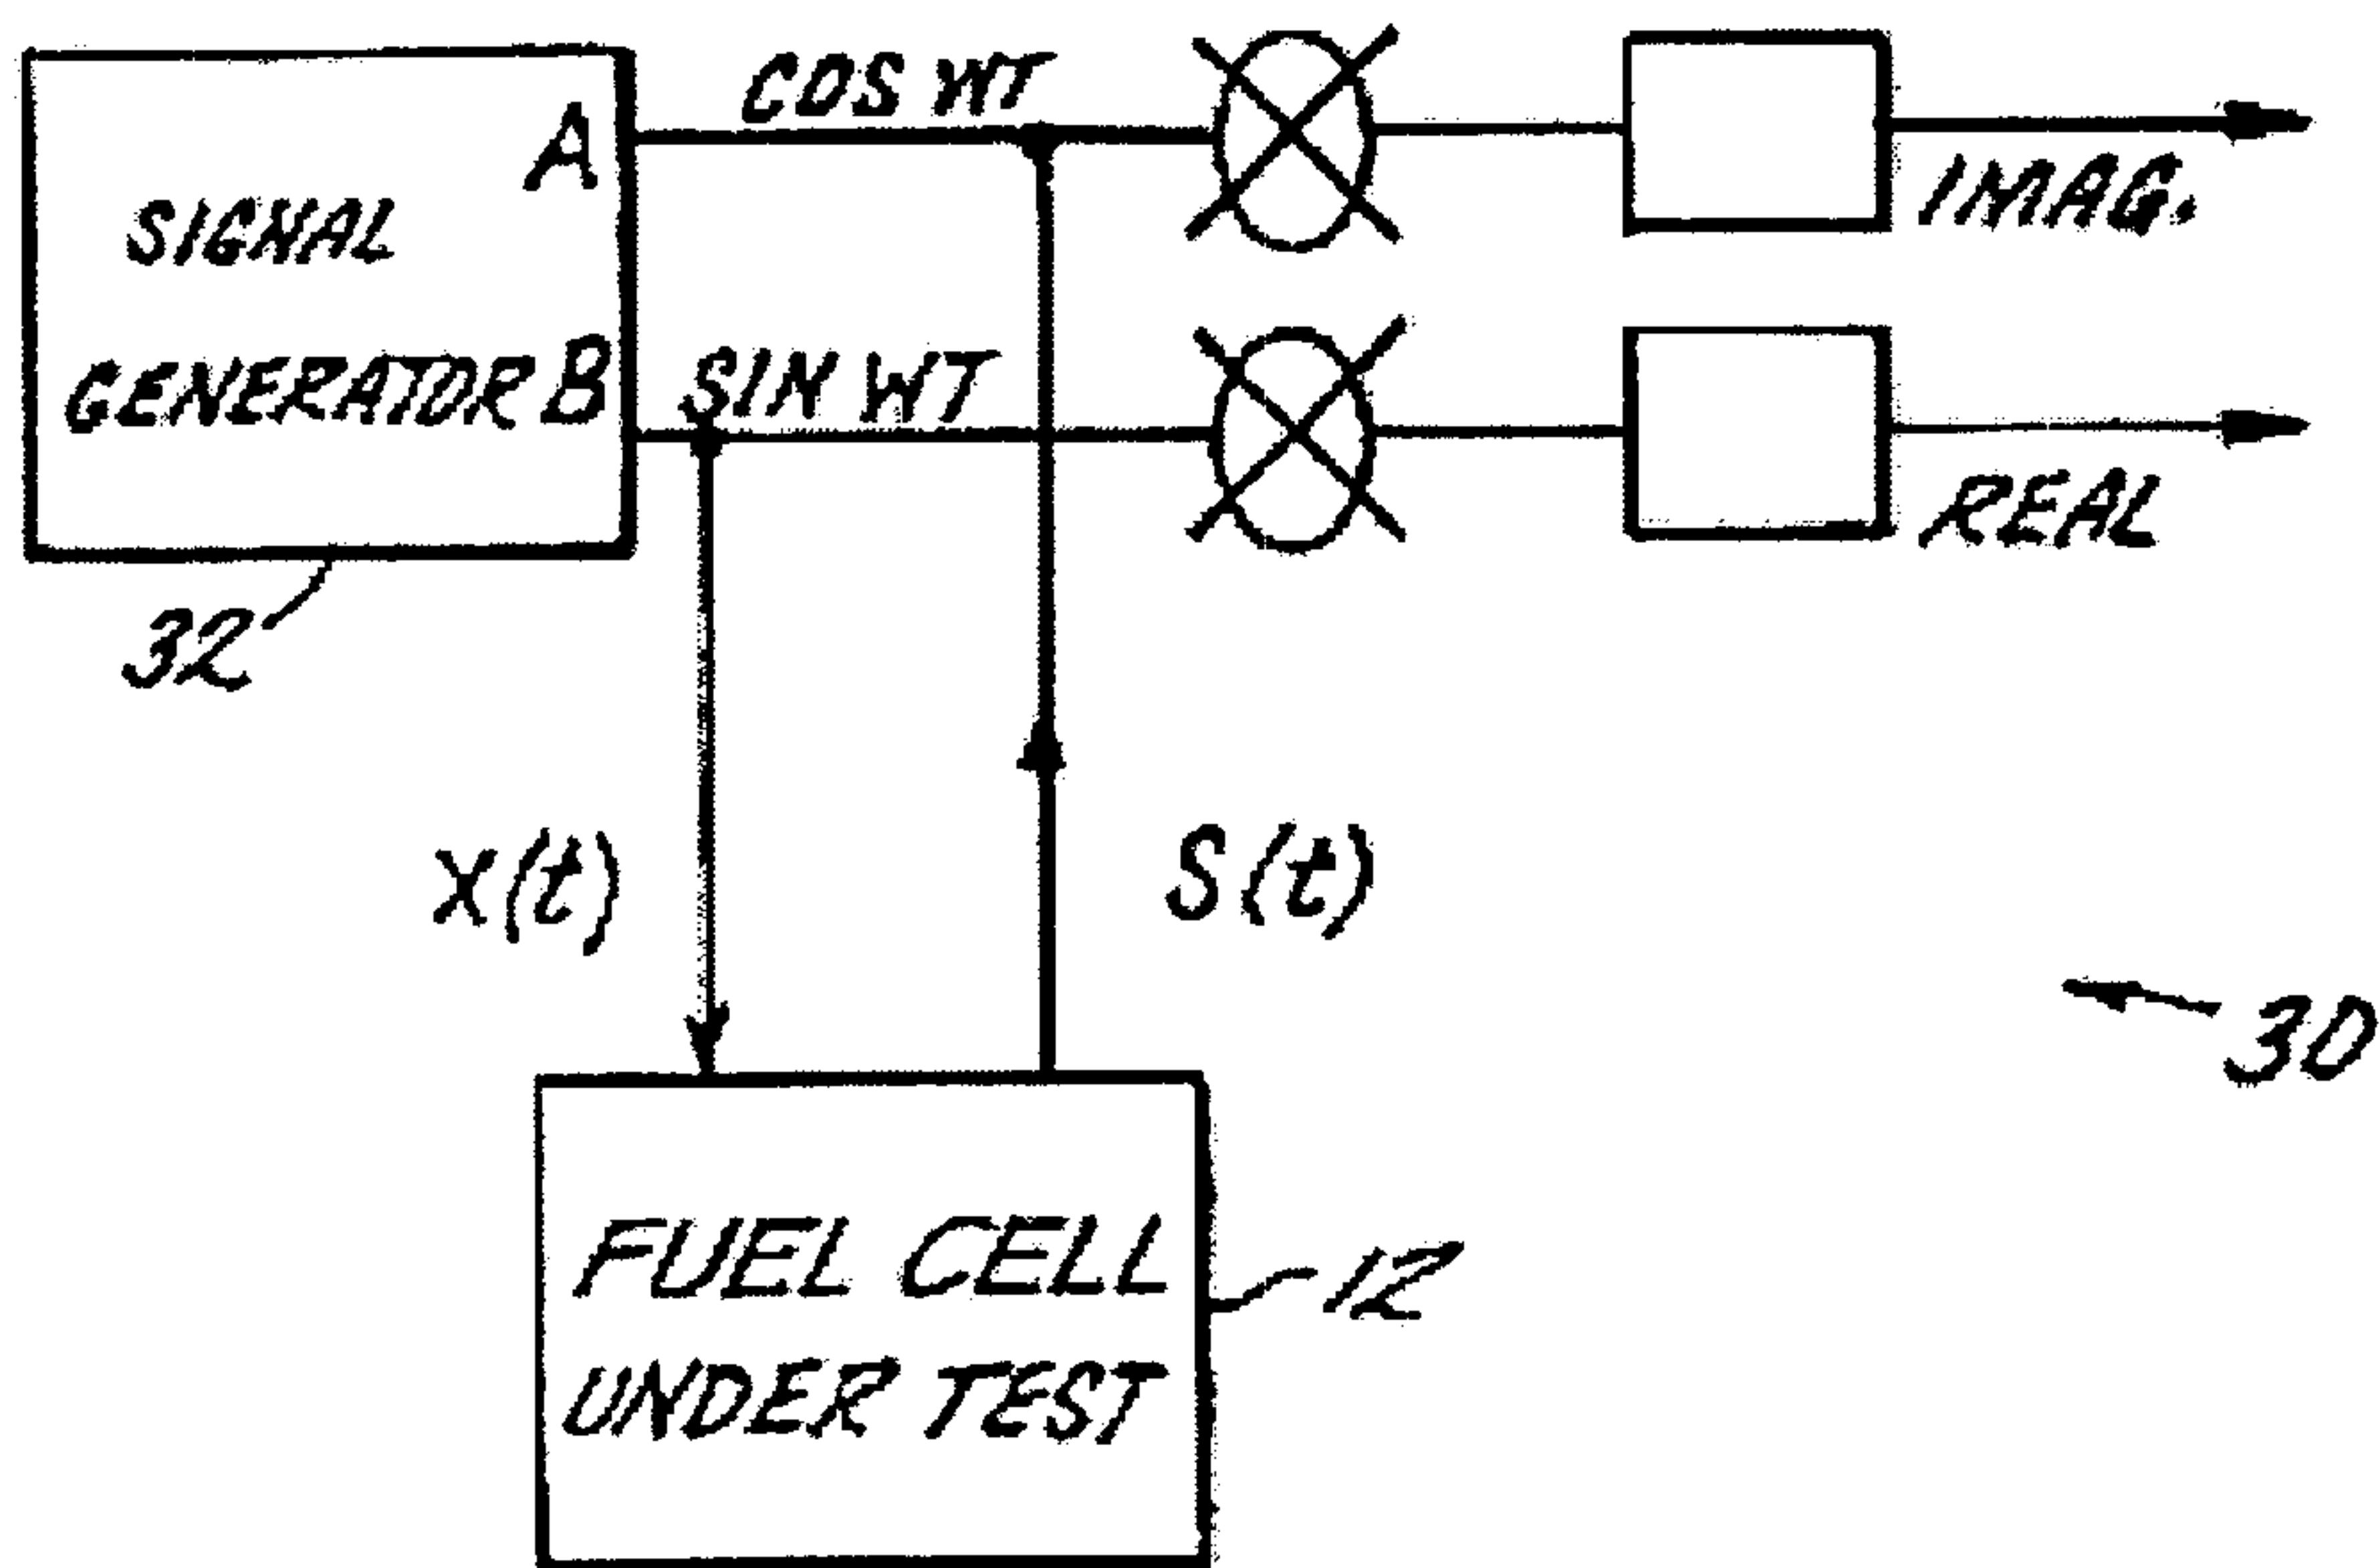 COS WT
A
SIGNAL
IMAG.
GENERATOR B
SIN WT
REAL
32
X(t)
S(t)
30
FUEL CELL
12
UNDER TEST